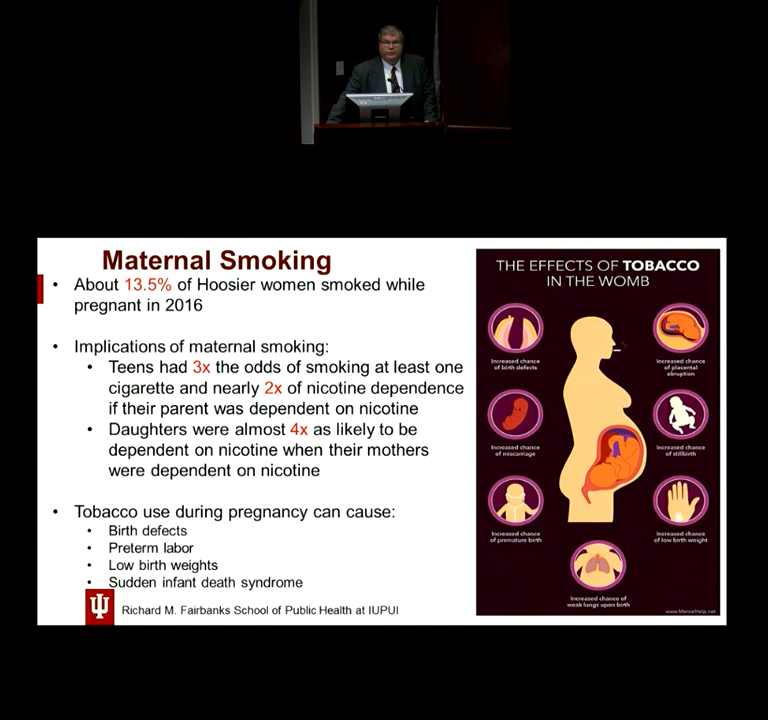 Maternal Smoking
• About 13.5% of Hoosier women smoked while
pregnant in 2016
• Implications of maternal smoking:
• Teens had 3x the odds of smoking at least one
cigarette and nearly 2x of nicotine dependence
if their parent was dependent on nicotine
• Daughters were almost 4x as likely to be
dependent on nicotine when their mothers
were dependent on nicotine
• Tobacco use during pregnancy can cause:
• Birth defects
• Preterm labor
• Low birth weights
• Sudden infant death syndrome
Richard M. Fairbanks School of Public Health at IUPUI
THE EFFECTS OF TOBACCO
IN THE WOMB
Increased chance
of birth defects
Increased chance
of placental
abruption
Increased chance
of miscarriage
Increased chance
of stillbirth
Increased chance
of premature birth
Increased chance
of low birth weight
Increased chance of
weak lungs upon birth
www.MentalHelp.net